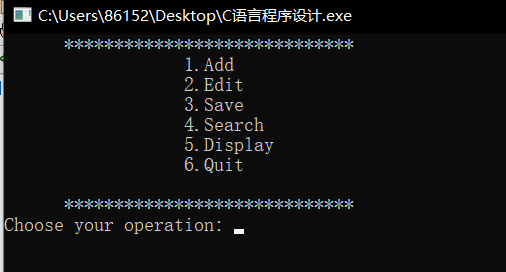 C:\Users\86152\Desktop\C语言程序设计.exe
*****************************
1.Add
2.Edit
3.Save
4.Search
5.Display
6.Quit
*****************************
Choose your operation: